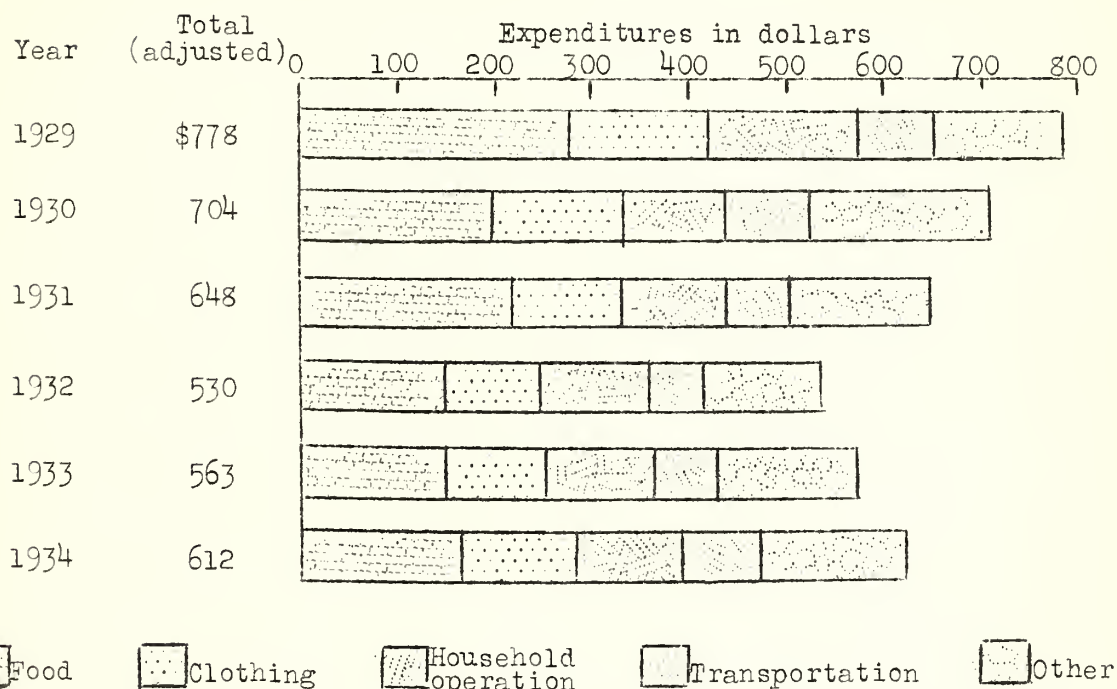 Year Total (adjusted) Expenditures in dollars
0 100 200 300 400 500 600 700 800
1929 $778
1930 704
1931 648
1932 530
1933 563
1934 612
Food Clothing Household operation Transportation Other